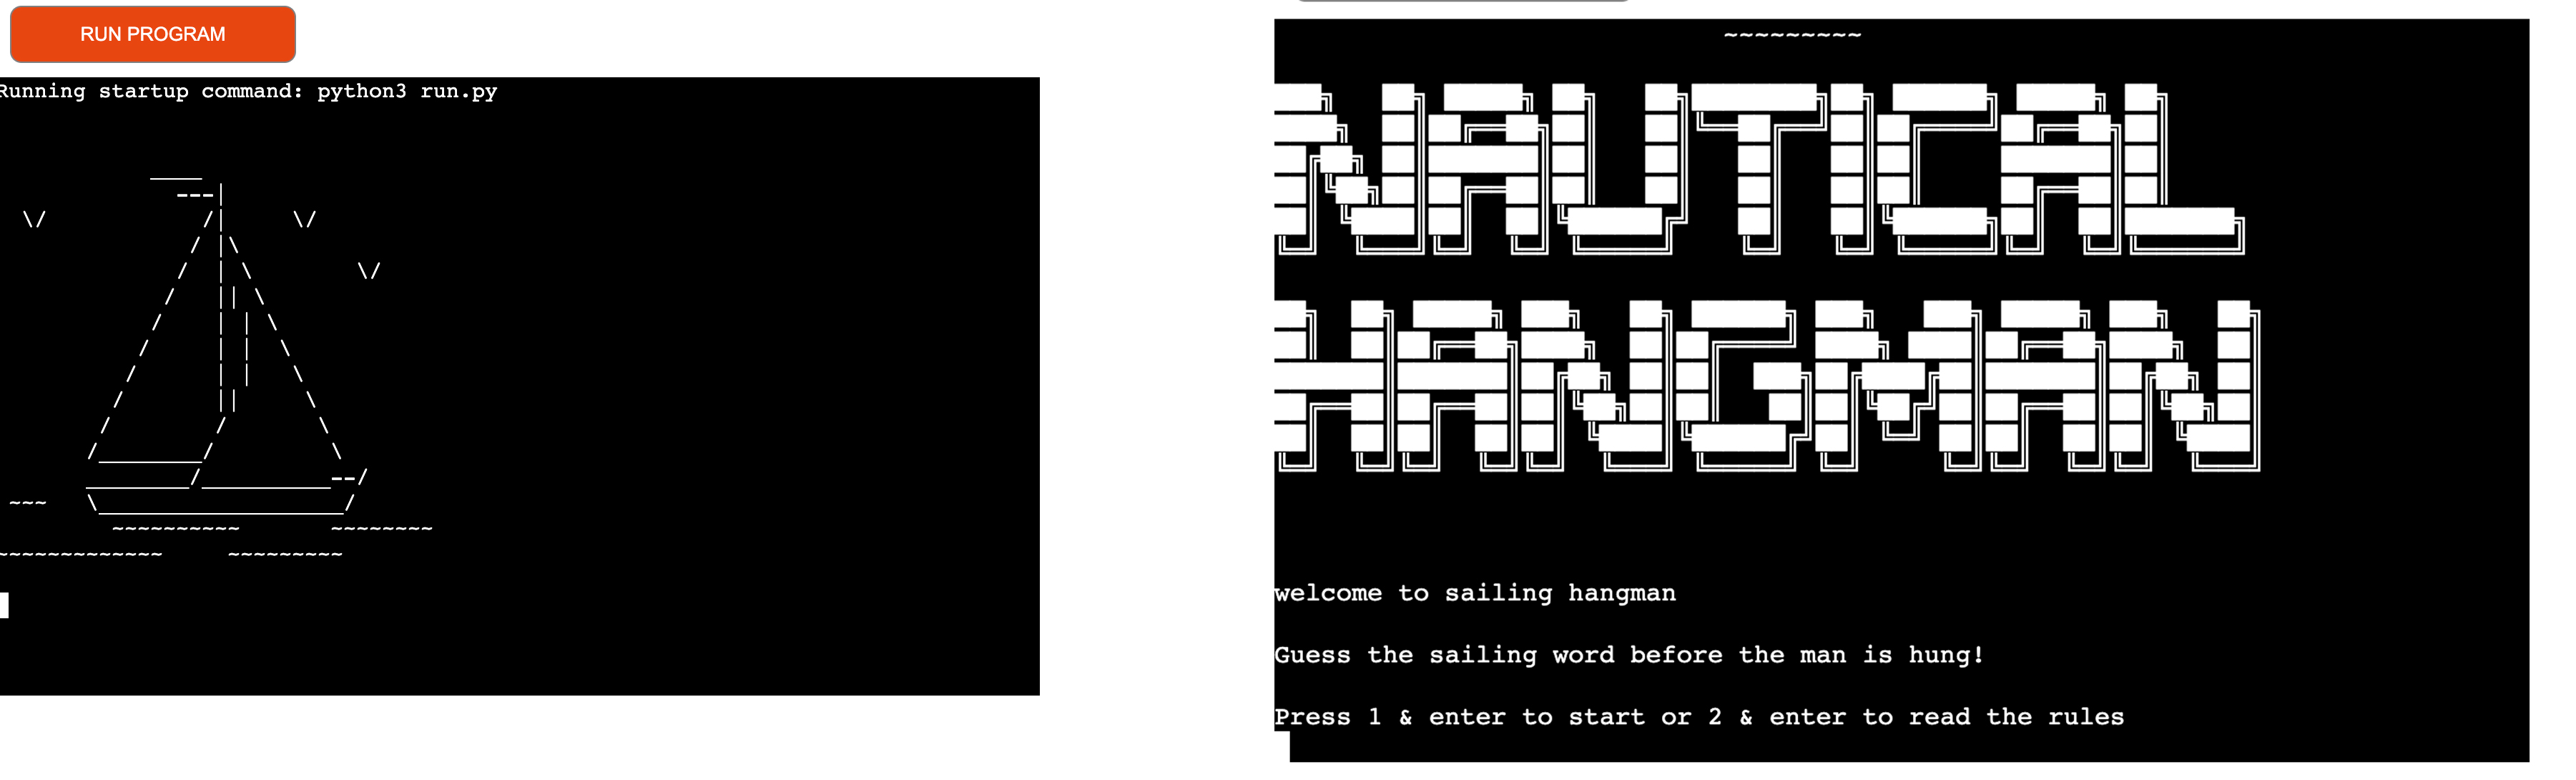 RUN PROGRAM
Running startup command: python3 run.py
NAUTICAL
HANGMAN
welcome to sailing hangman
Guess the sailing word before the man is hung!
Press 1 & enter to start or 2 & enter to read the rules